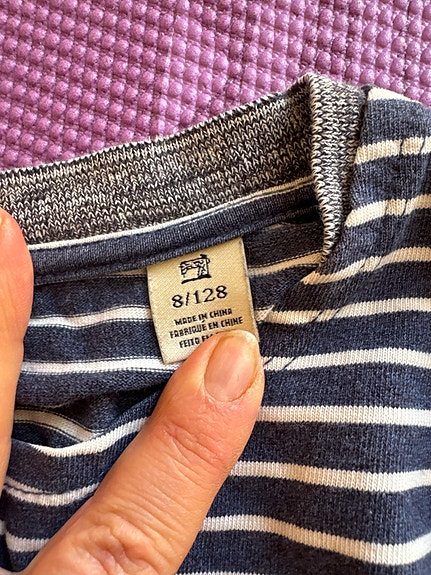 8/128
MADE IN CHINA
FABRIQUE EN CHINE
FEITO